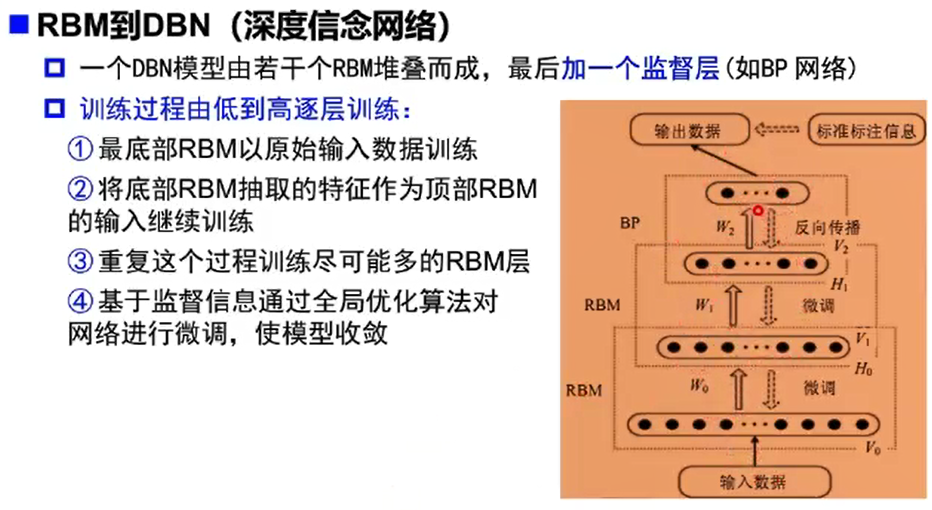 RBM到DBN（深度信念网络）
一个DBN模型由若干个RBM堆叠而成，最后加一个监督层(如BP 网络)
训练过程由低到高逐层训练：
①最底部RBM以原始输入数据训练
②将底部RBM抽取的特征作为顶部RBM
的输入继续训练
③重复这个过程训练尽可能多的RBM层
④基于监督信息通过全局优化算法对
网络进行微调，使模型收敛
输出数据
标准标注信息
BP
W2
反向传播
V2
H1
RBM
W1
微调
V1
H0
RBM
W0
微调
V0
输入数据